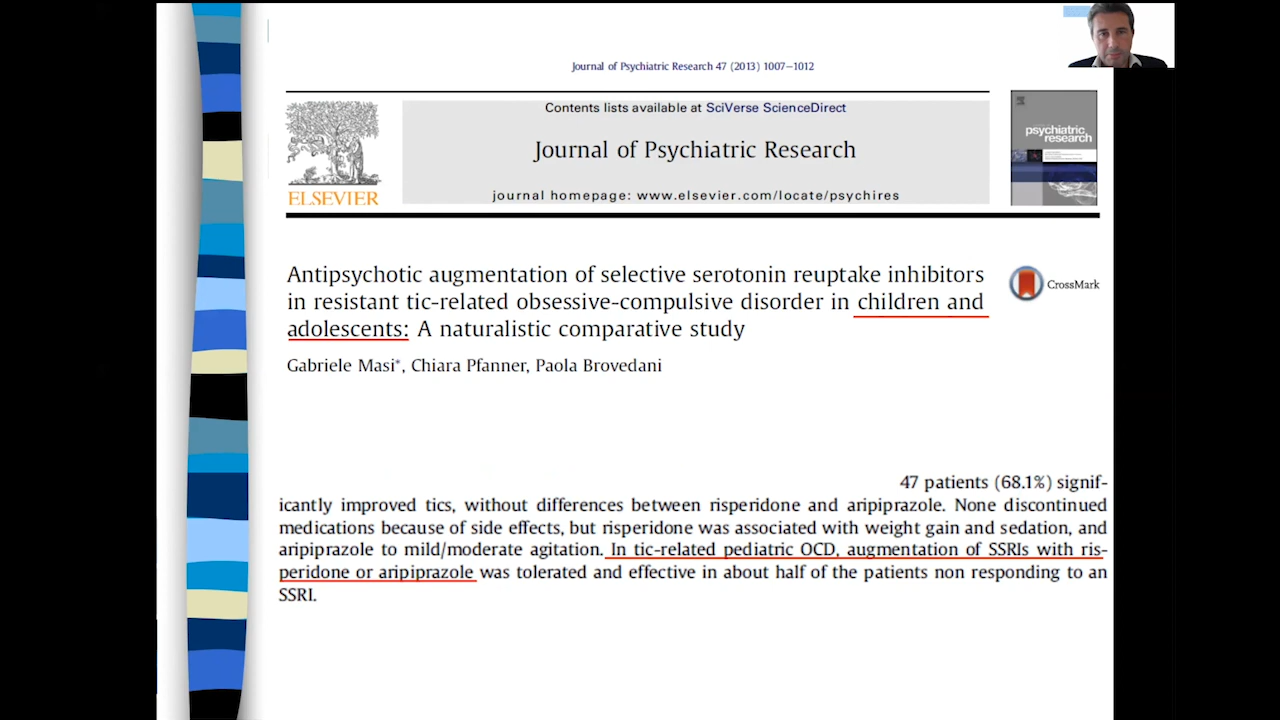 Journal of Psychiatric Research 47 (2013) 1007–1012
Contents lists available at SciVerse ScienceDirect
Journal of Psychiatric Research
journal homepage: www.elsevier.com/locate/psychires
ELSEVIER
psychiatric
research
Antipsychotic augmentation of selective serotonin reuptake inhibitors
in resistant tic-related obsessive-compulsive disorder in children and
adolescents: A naturalistic comparative study
CrossMark
Gabriele Masi*, Chiara Pfanner, Paola Brovedani
47 patients (68.1%) signif-
icantly improved tics, without differences between risperidone and aripiprazole. None discontinued
medications because of side effects, but risperidone was associated with weight gain and sedation, and
aripiprazole to mild/moderate agitation. In tic-related pediatric OCD, augmentation of SSRIs with ris-
peridone or aripiprazole was tolerated and effective in about half of the patients non responding to an
SSRI.